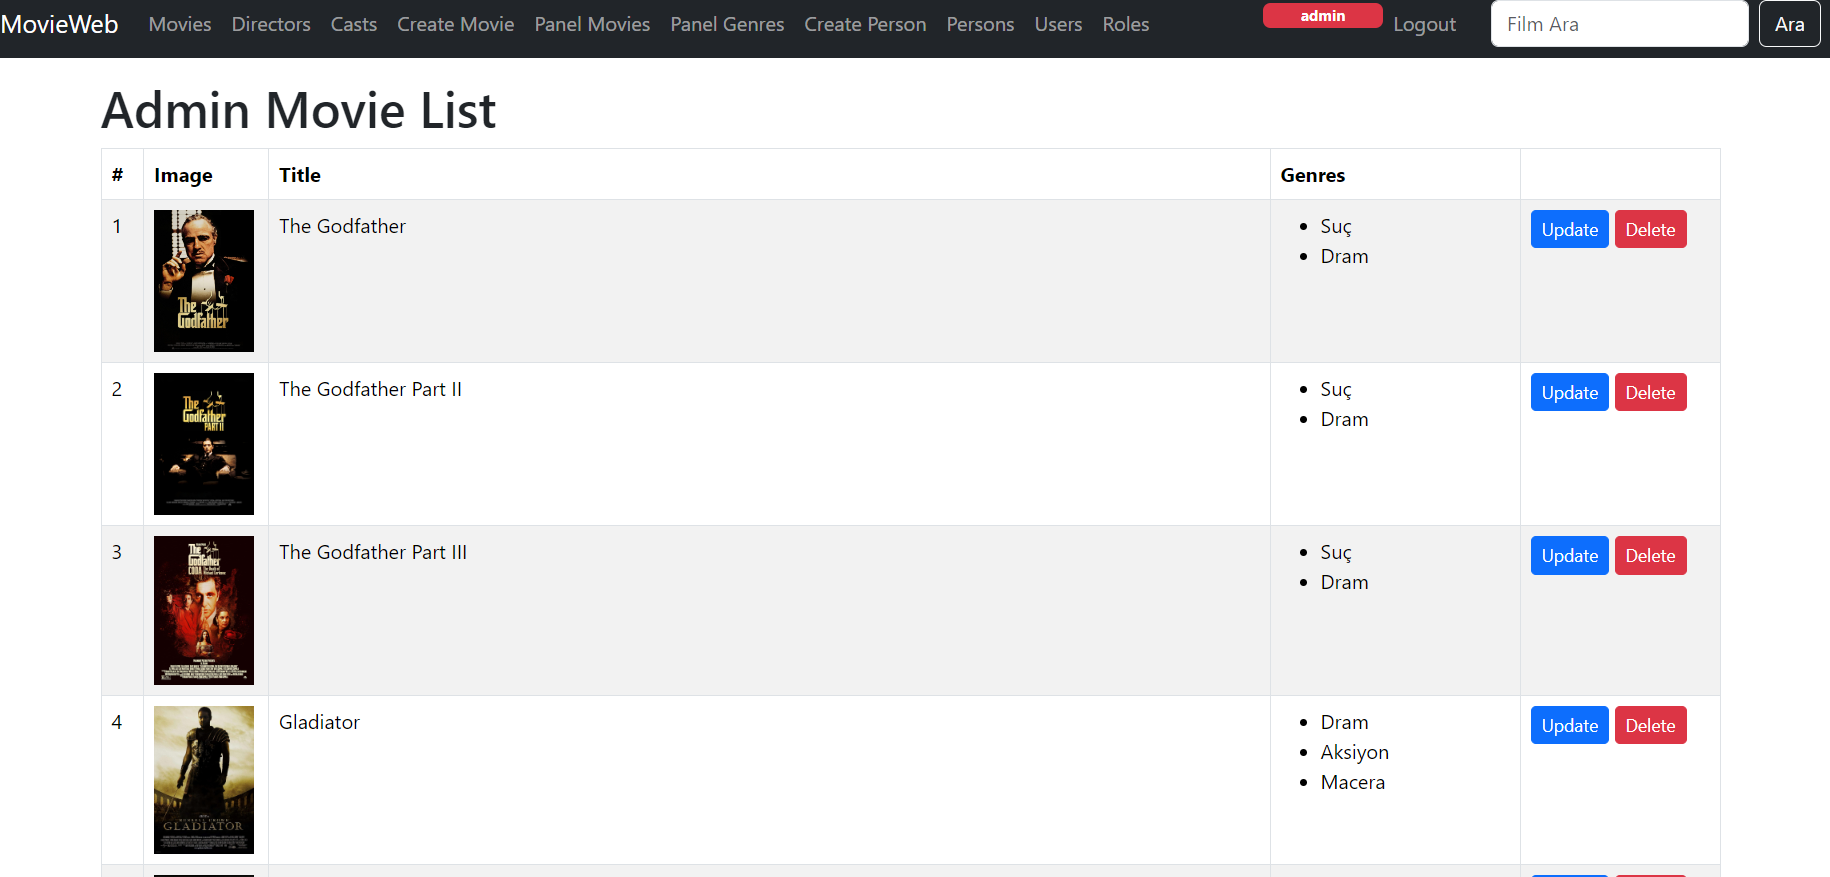 MovieWeb Movies Directors Casts Create Movie Panel Movies Panel Genres Create Person Persons Users Roles admin Logout Film Ara Ara
Admin Movie List
# Image Title Genres
1 The Godfather Suç Update Delete
Dram
The
Godfather
2 The Godfather Part II Suç Update Delete
Dram
The
Godfather
PART II
3 The Godfather Part III Suç Update Delete
Dram
The
Godfather
CODA
4 Gladiator Dram Update Delete
Aksiyon
Macera
GLADIATOR